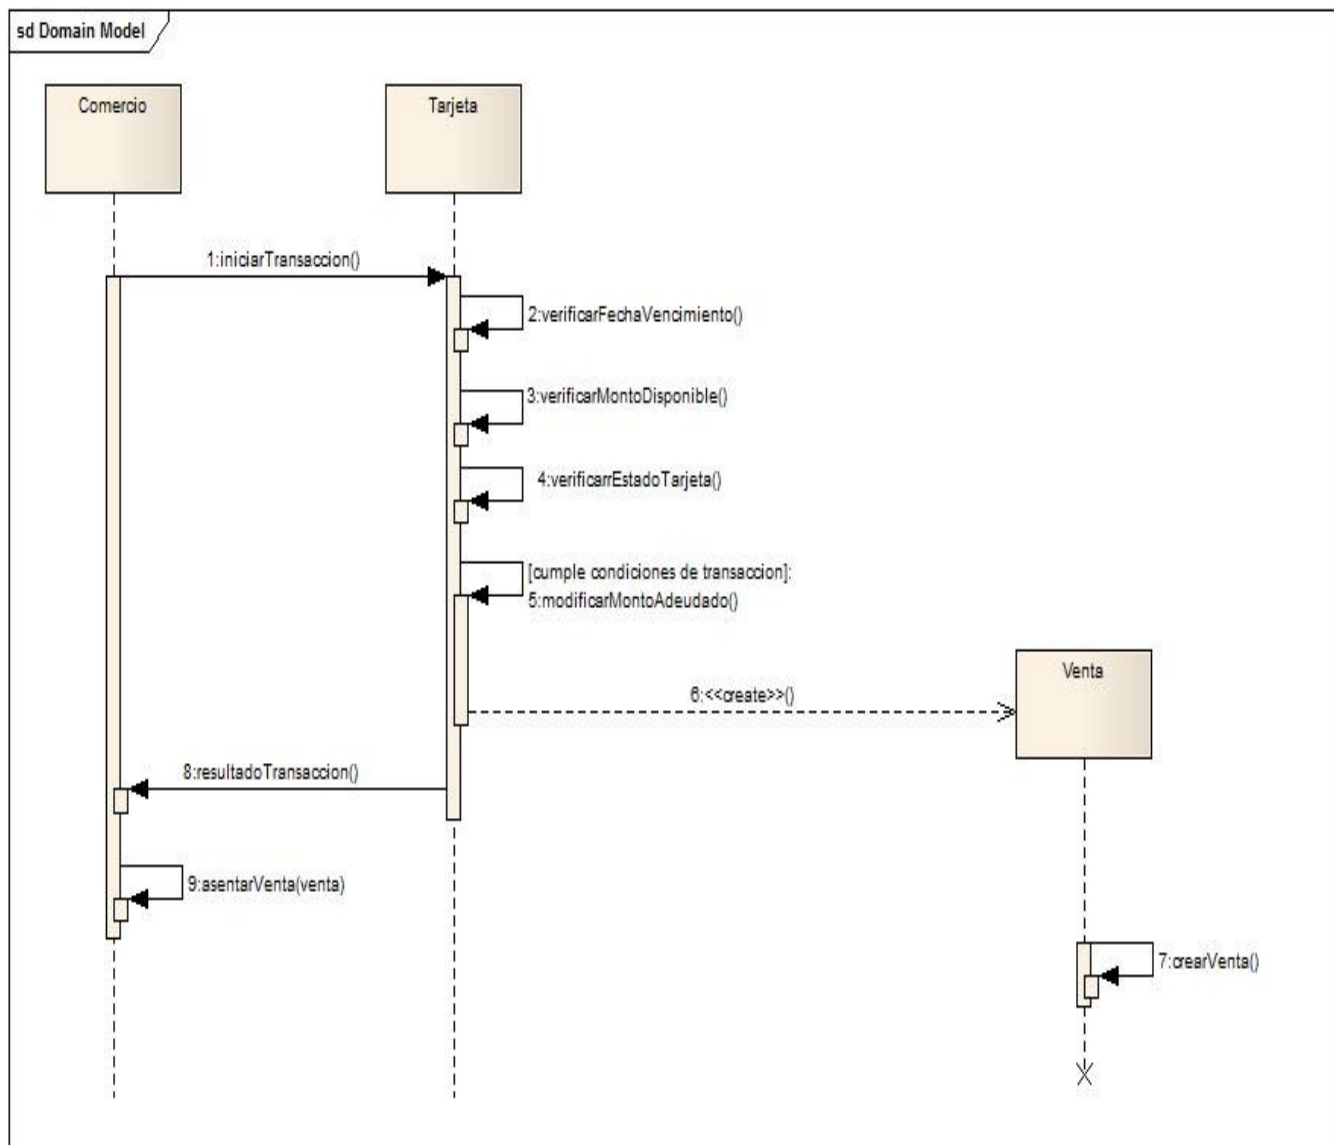 sd Domain Model
Comercio
Tarjeta
1:iniciarTransaccion()
2:verificarFechaVencimiento()
3:verificarMontoDisponible()
4:verificarrEstadoTarjeta()
[cumple condiciones de transaccion]:
5:modificarMontoAdeudado()
Venta
6:<<create>>()
8:resultadoTransaccion()
9:asentarVenta(venta)
7:crearVenta()